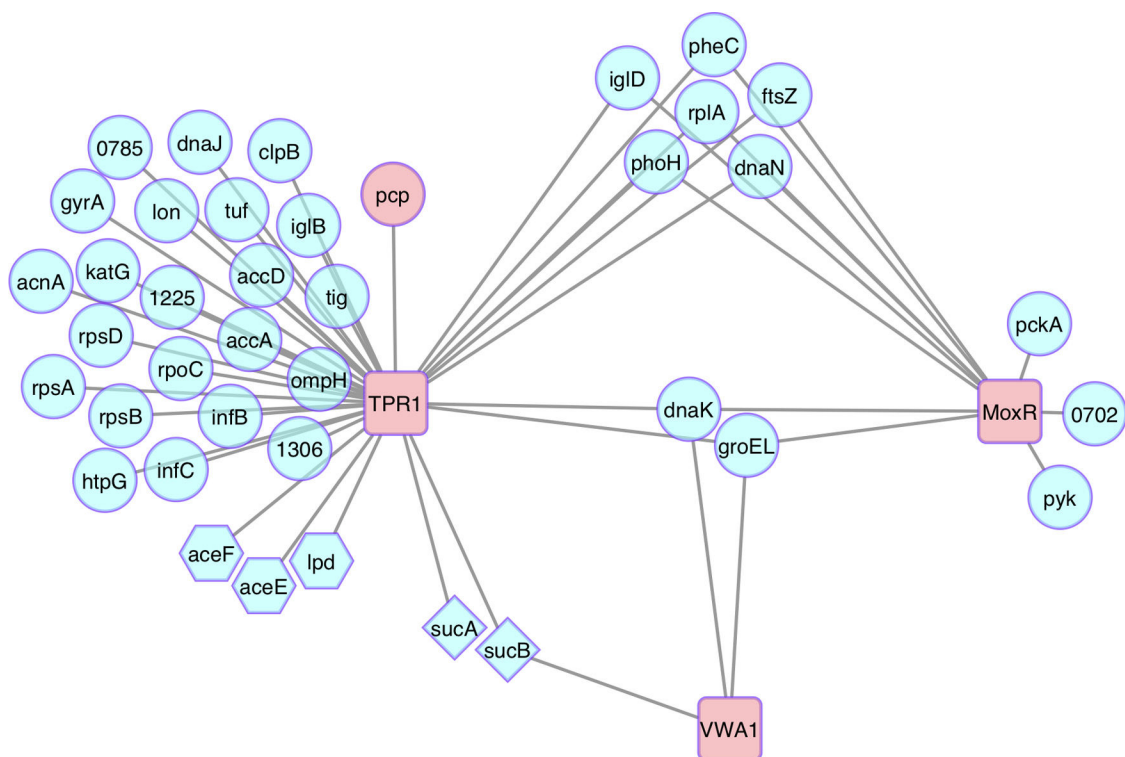 pheC
iglD
ftsZ
rplA
dnaJ
0785
clpB
phoH
dnaN
pcp
gyrA
lon
tuf
iglB
katG
accD
acnA
1225
tig
pckA
rpsD
accA
rpoC
ompH
rpsA
TPR1
dnaK
MoxR
0702
rpsB
infB
groEL
1306
htpG
infC
pyk
aceF
lpd
aceE
sucA
sucB
VWA1